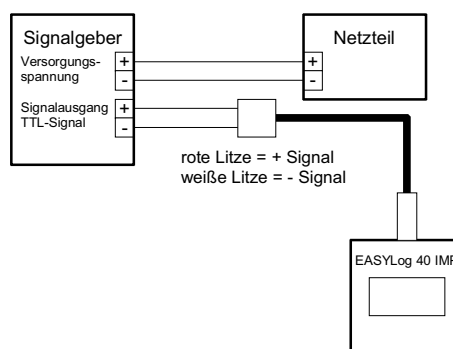 Signalgeber
Versorgungs-
spannung
+
-
Signalausgang
TTL-Signal
+
-
Netzteil
+
-
rote Litze = + Signal
weiße Litze = - Signal
EASYLog 40 IMP